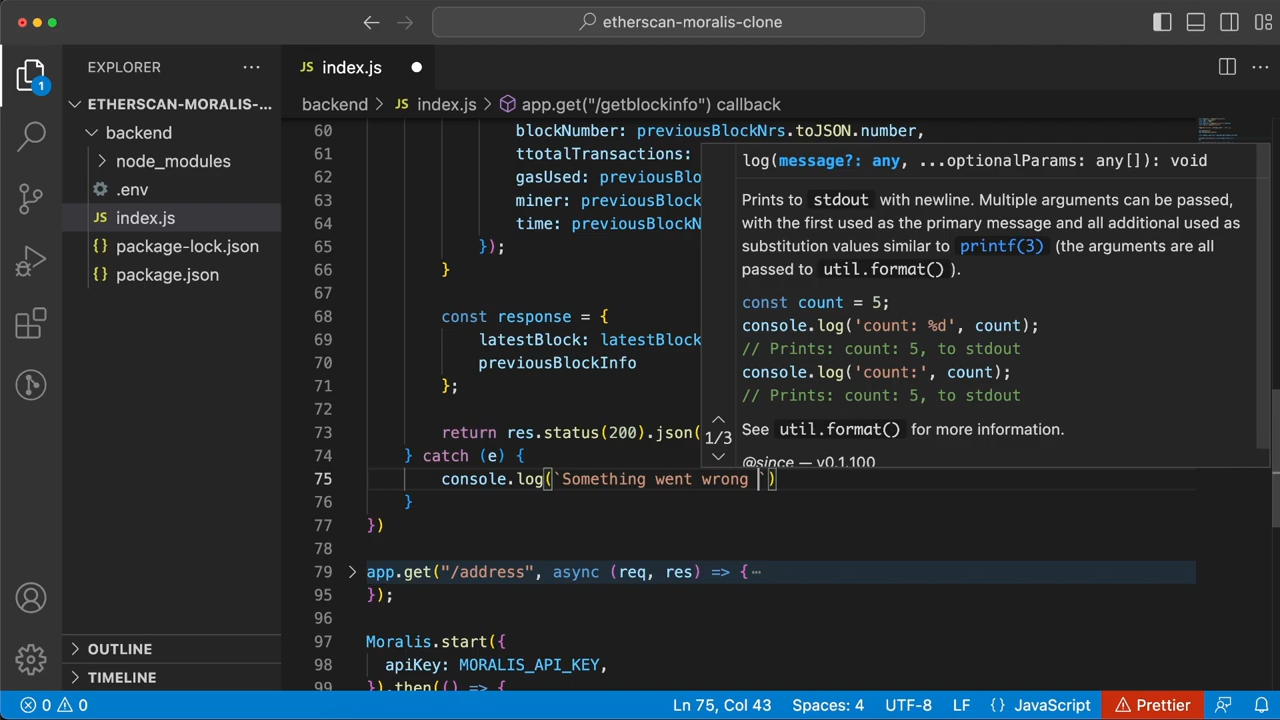 etherscan-moralis-clone
EXPLORER
JS index.js
1
ETHERSCAN-MORALIS-...
backend > JS index.js > app.get("/getblockinfo") callback
backend
node_modules
.env
JS index.js
{} package-lock.json
{} package.json
60 blockNumber: previousBlockNrs.toJSON.number,
61 ttotalTransactions:
62 gasUsed: previousBlo
63 miner: previousBlock
64 time: previousBlockN
65 });
66 }
67
68 const response = {
69 latestBlock: latestBlock
70 previousBlockInfo
71 };
72
73 return res.status(200).json(
74 } catch (e) {
75 console.log(`Something went wrong `)
76 }
77 })
78
79 app.get("/address", async (req, res) => {
95 });
96
97 Moralis.start({
98 apiKey: MORALIS_API_KEY,
99 }).then(() => {
log(message?: any, ...optionalParams: any[]): void
Prints to stdout with newline. Multiple arguments can be passed,
with the first used as the primary message and all additional used as
substitution values similar to printf(3) (the arguments are all
passed to util.format() ).
const count = 5;
console.log('count: %d', count);
// Prints: count: 5, to stdout
console.log('count:', count);
// Prints: count: 5, to stdout
1/3
See util.format() for more information.
@since — v0.1.100
OUTLINE
TIMELINE
0 0
Ln 75, Col 43 Spaces: 4 UTF-8 LF {} JavaScript Prettier